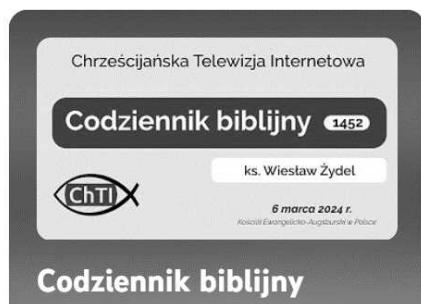 Chrześcijańska Telewizja Internetowa
Codziennik biblijny 1452
ks. Wiesław Żydel
ChTI
6 marca 2024 r.
Kościół Ewangelicko-Augsburski w Polsce
Codziennik biblijny